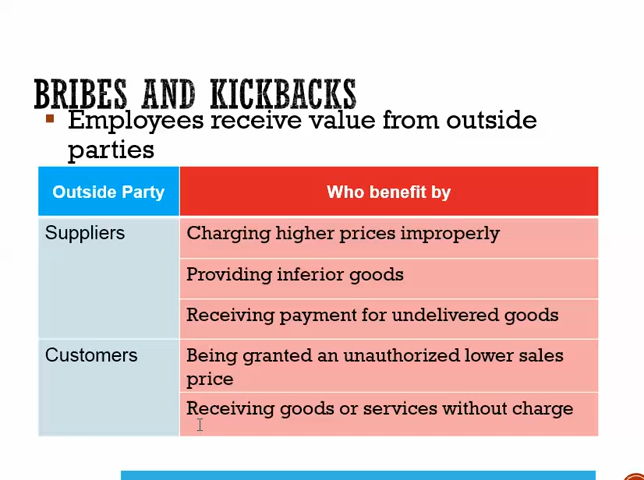 BRIBES AND KICKBACKS
Employees receive value from outside
parties
Outside Party
Who benefit by
Suppliers
Charging higher prices improperly
Providing inferior goods
Receiving payment for undelivered goods
Customers
Being granted an unauthorized lower sales
price
Receiving goods or services without charge